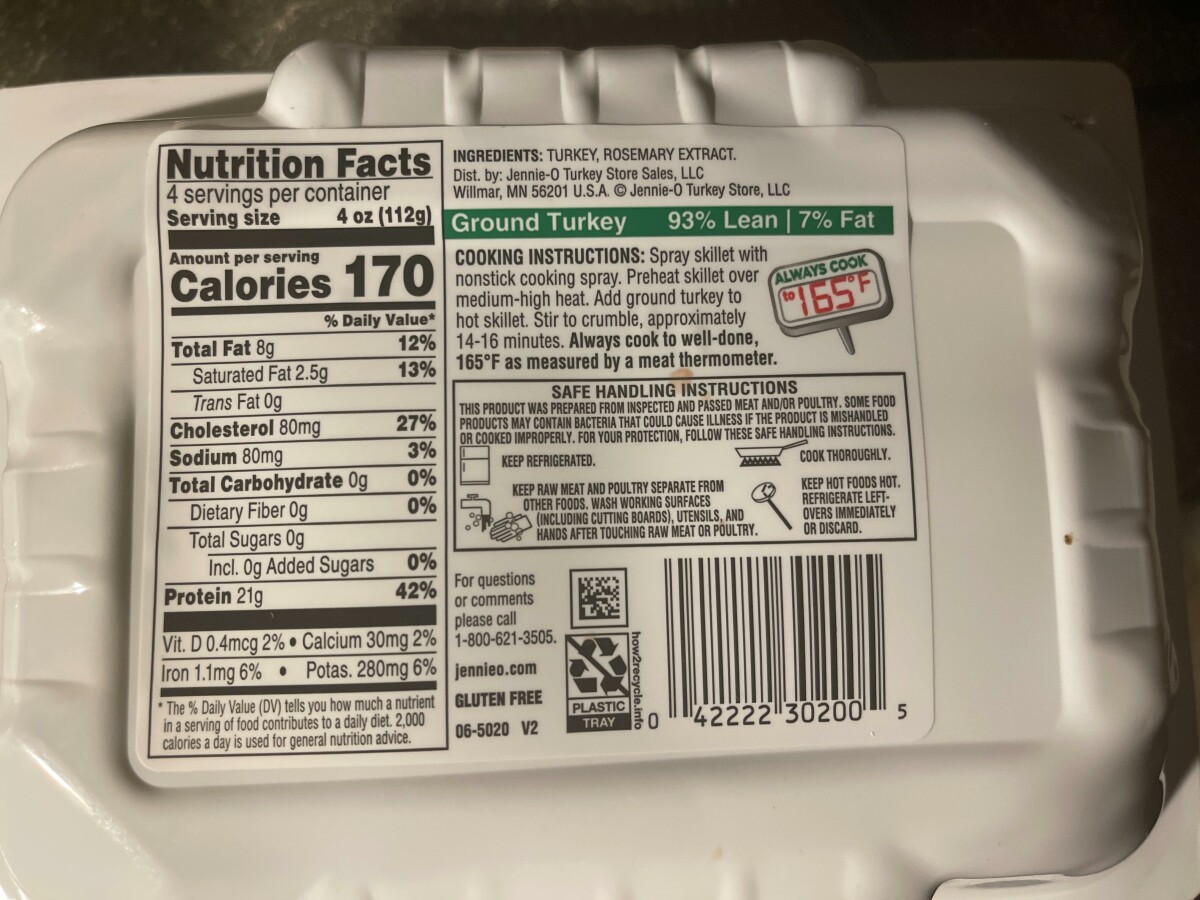 Nutrition Facts
4 servings per container
Serving size 4 oz (112g)
Amount per serving
Calories 170
% Daily Value*
Total Fat 8g 12%
Saturated Fat 2.5g 13%
Trans Fat 0g
Cholesterol 80mg 27%
Sodium 80mg 3%
Total Carbohydrate 0g 0%
Dietary Fiber 0g 0%
Total Sugars 0g
Incl. 0g Added Sugars 0%
Protein 21g 42%
Vit. D 0.4mcg 2% • Calcium 30mg 2%
Iron 1.1mg 6% • Potas. 280mg 6%
* The % Daily Value (DV) tells you how much a nutrient
in a serving of food contributes to a daily diet. 2,000
calories a day is used for general nutrition advice.
INGREDIENTS: TURKEY, ROSEMARY EXTRACT.
Dist. by: Jennie-O Turkey Store Sales, LLC
Willmar, MN 56201 U.S.A. © Jennie-O Turkey Store, LLC
Ground Turkey 93% Lean | 7% Fat
COOKING INSTRUCTIONS: Spray skillet with
nonstick cooking spray. Preheat skillet over
medium-high heat. Add ground turkey to
hot skillet. Stir to crumble, approximately
14-16 minutes. Always cook to well-done,
165°F as measured by a meat thermometer.
ALWAYS COOK
to 165°F
SAFE HANDLING INSTRUCTIONS
THIS PRODUCT WAS PREPARED FROM INSPECTED AND PASSED MEAT AND/OR POULTRY. SOME FOOD
PRODUCTS MAY CONTAIN BACTERIA THAT COULD CAUSE ILLNESS IF THE PRODUCT IS MISHANDLED
OR COOKED IMPROPERLY. FOR YOUR PROTECTION, FOLLOW THESE SAFE HANDLING INSTRUCTIONS.
KEEP REFRIGERATED.
COOK THOROUGHLY.
KEEP RAW MEAT AND POULTRY SEPARATE FROM
OTHER FOODS. WASH WORKING SURFACES
(INCLUDING CUTTING BOARDS), UTENSILS, AND
HANDS AFTER TOUCHING RAW MEAT OR POULTRY.
KEEP HOT FOODS HOT.
REFRIGERATE LEFT-
OVERS IMMEDIATELY
OR DISCARD.
For questions
or comments
please call
1-800-621-3505.
jennieo.com
GLUTEN FREE
06-5020 V2
PLASTIC
TRAY
how2recycle.info
0 42222 30200 5